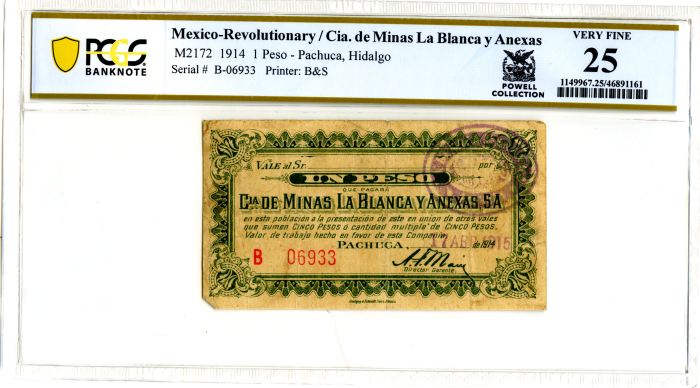 PCGS
BANKNOTE
Mexico-Revolutionary / Cia. de Minas La Blanca y Anexas
M2172 1914 1 Peso - Pachuca, Hidalgo
Serial # B-06933 Printer: B&S
POWELL
COLLECTION
VERY FINE
25
1149967.25/46891161
VALE al Sr. por
UN PESO
QUE PAGARÁ
CIA DE MINAS LA BLANCA Y ANEXAS, S.A.
en esta población a la presentación de este en union de otros vales
que sumen CINCO PESOS ó cantidad multiple de CINCO PESOS.
Valor de trabajo hecho en favor de esta Compañia.
PACHUCA, de 1914
17 ABR 1915
B 06933
Director Gerente.